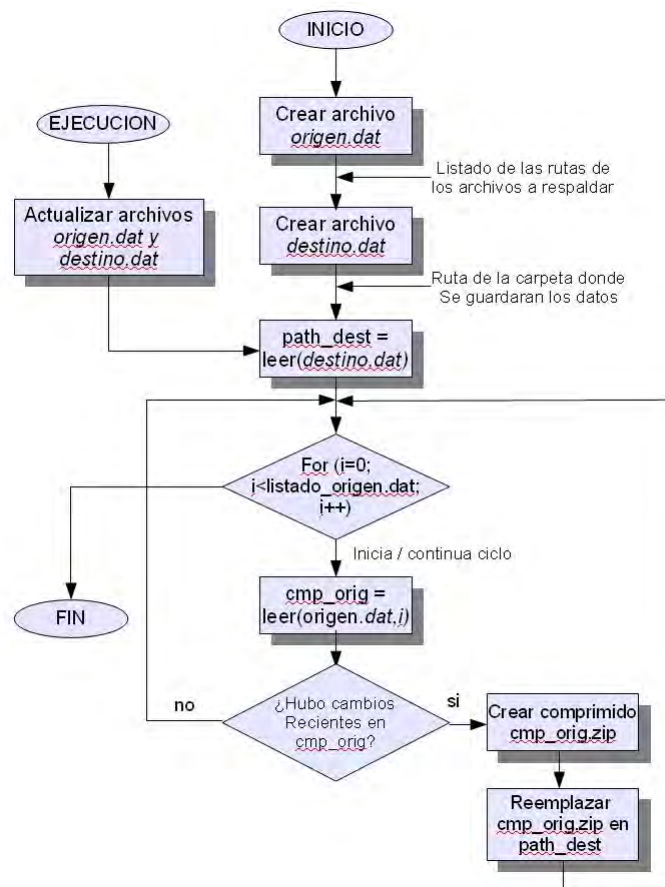 INICIO
Crear archivo
origen.dat
Listado de las rutas de
los archivos a respaldar
EJECUCION
Actualizar archivos
origen.dat y
destino.dat
Crear archivo
destino.dat
Ruta de la carpeta donde
Se guardaran los datos
path_dest =
leer(destino.dat)
For (i=0;
i<listado_origen.dat;
i++)
Inicia / continua ciclo
cmp_orig =
leer(origen.dat,i)
FIN
¿Hubo cambios
Recientes en
cmp_orig?
no
si
Crear comprimido
cmp_orig.zip
Reemplazar
cmp_orig.zip en
path_dest